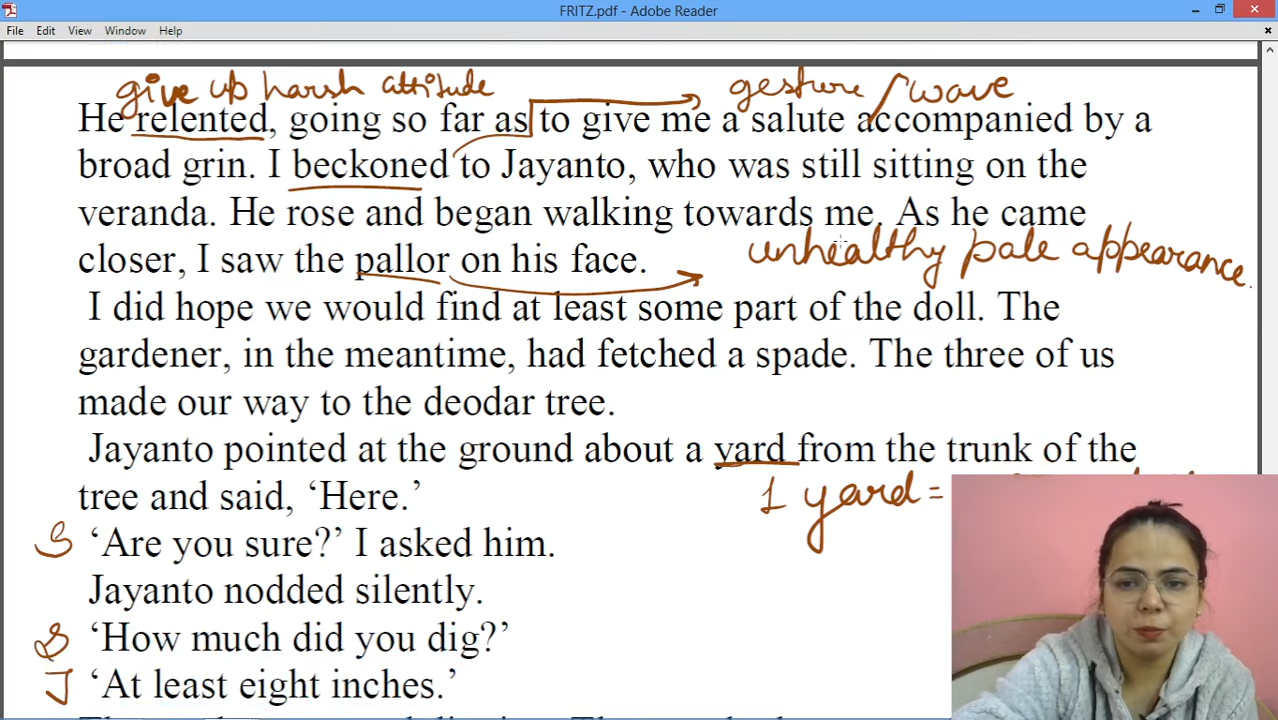 FRITZ.pdf - Adobe Reader
File Edit View Window Help
give up harsh attitude gesture / wave
He relented, going so far as to give me a salute accompanied by a
broad grin. I beckoned to Jayanto, who was still sitting on the
veranda. He rose and began walking towards me. As he came
unhealthy pale appearance.
closer, I saw the pallor on his face.
I did hope we would find at least some part of the doll. The
gardener, in the meantime, had fetched a spade. The three of us
made our way to the deodar tree.
Jayanto pointed at the ground about a yard from the trunk of the
tree and said, ‘Here.’
1 yard =
S ‘Are you sure?’ I asked him.
Jayanto nodded silently.
S ‘How much did you dig?’
J ‘At least eight inches.’